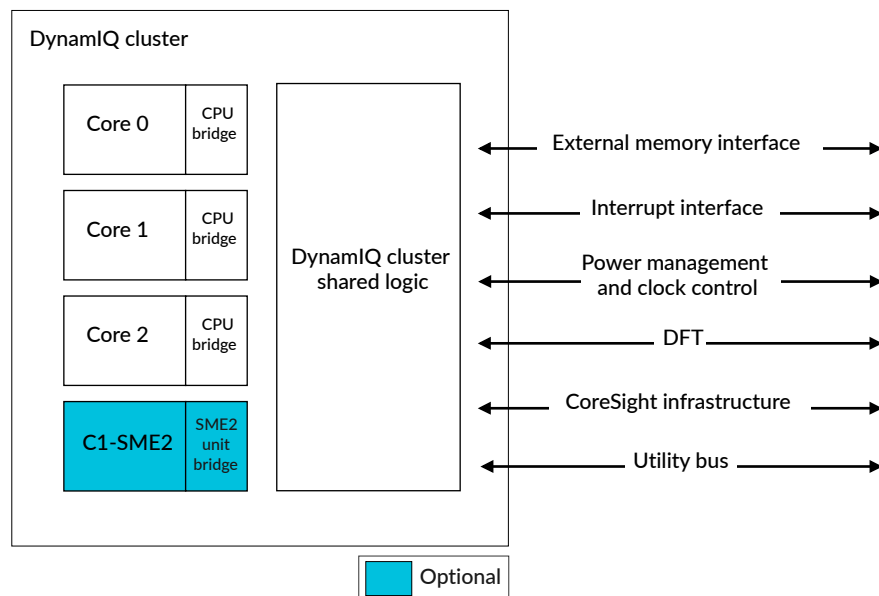 DynamIQ cluster
Core 0
CPU
bridge
Core 1
CPU
bridge
Core 2
CPU
bridge
C1-SME2
SME2
unit
bridge
DynamIQ cluster
shared logic
External memory interface
Interrupt interface
Power management
and clock control
DFT
CoreSight infrastructure
Utility bus
Optional